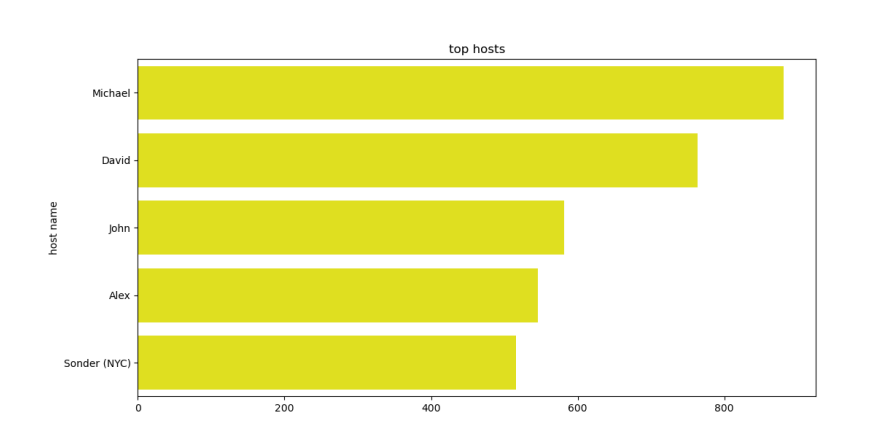 top hosts
host name
Michael
David
John
Alex
Sonder (NYC)
0 200 400 600 800